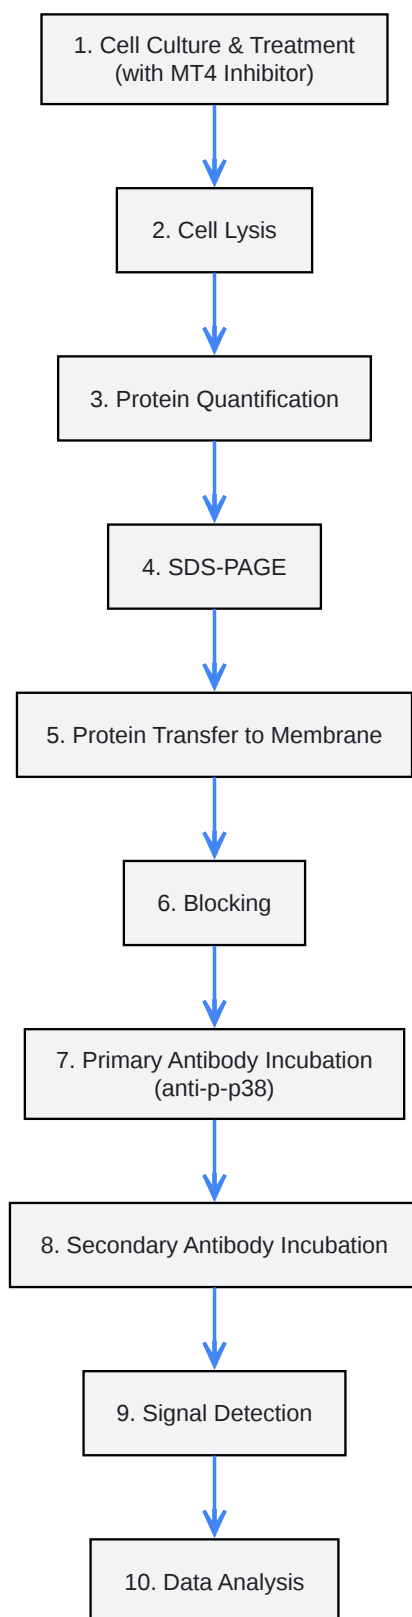 1. Cell Culture & Treatment
(with MT4 Inhibitor)
2. Cell Lysis
3. Protein Quantification
4. SDS-PAGE
5. Protein Transfer to Membrane
6. Blocking
7. Primary Antibody Incubation
(anti-p-p38)
8. Secondary Antibody Incubation
9. Signal Detection
10. Data Analysis